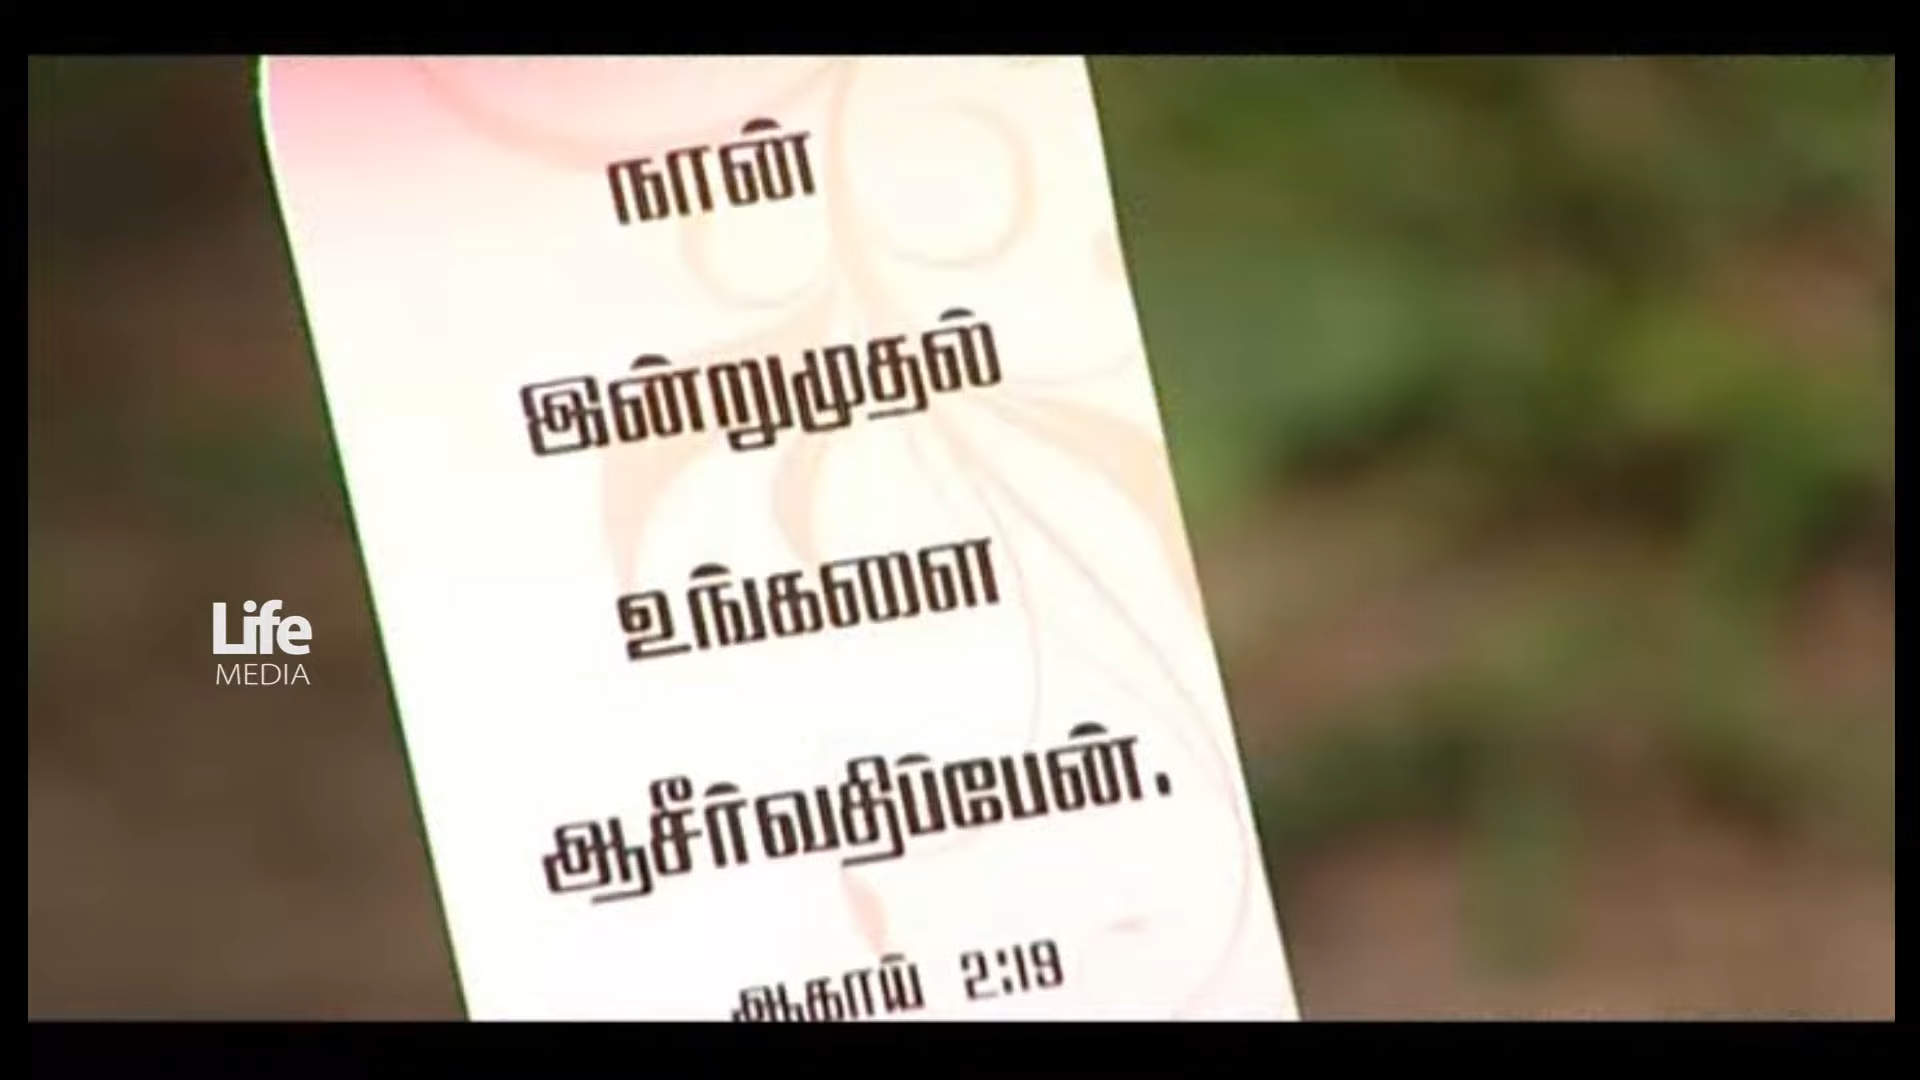 நான்
இன்றுமுதல்
உங்களை
ஆசீர்வதிப்பேன்.
ஆகாய் 2:19
Life
MEDIA